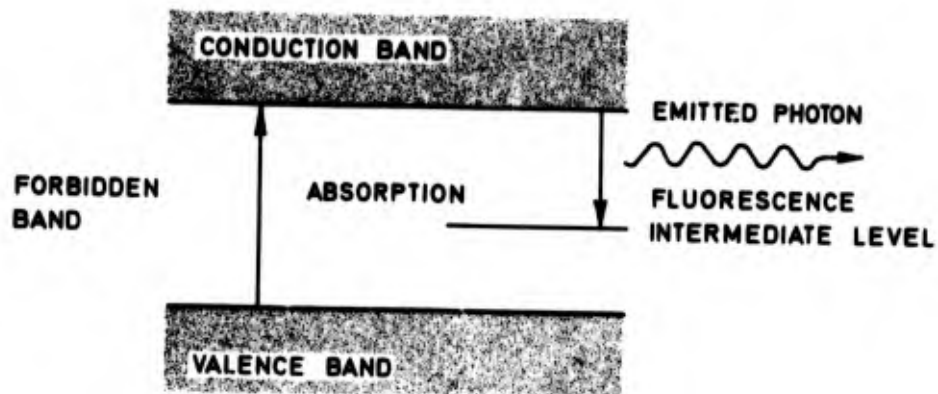 CONDUCTION BAND
EMITTED PHOTON
FORBIDDEN
BAND
ABSORPTION
FLUORESCENCE
INTERMEDIATE LEVEL
VALENCE BAND